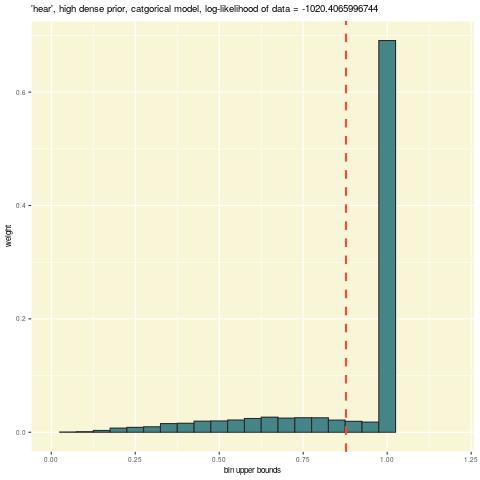 'hear', high dense prior, catgorical model, log-likelihood of data = -1020.4065996744
0.6
0.4
0.2
0.0
weight
0.00 0.25 0.50 0.75 1.00 1.25
bin upper bounds